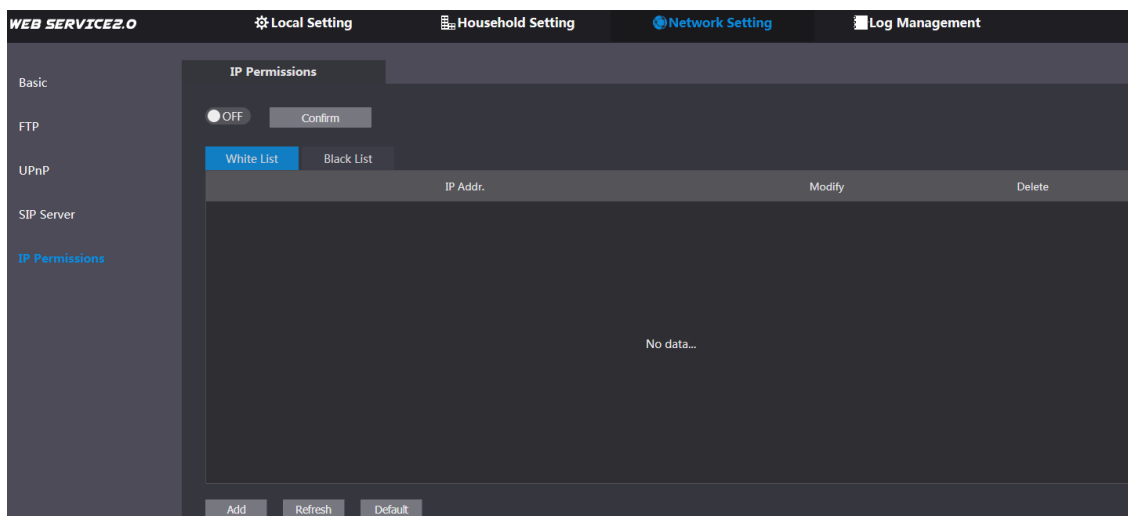 WEB SERVICE2.0 Local Setting Household Setting Network Setting Log Management
Basic
FTP
UPnP
SIP Server
IP Permissions
IP Permissions
OFF Confirm
White List Black List
IP Addr. Modify Delete
No data...
Add Refresh Default